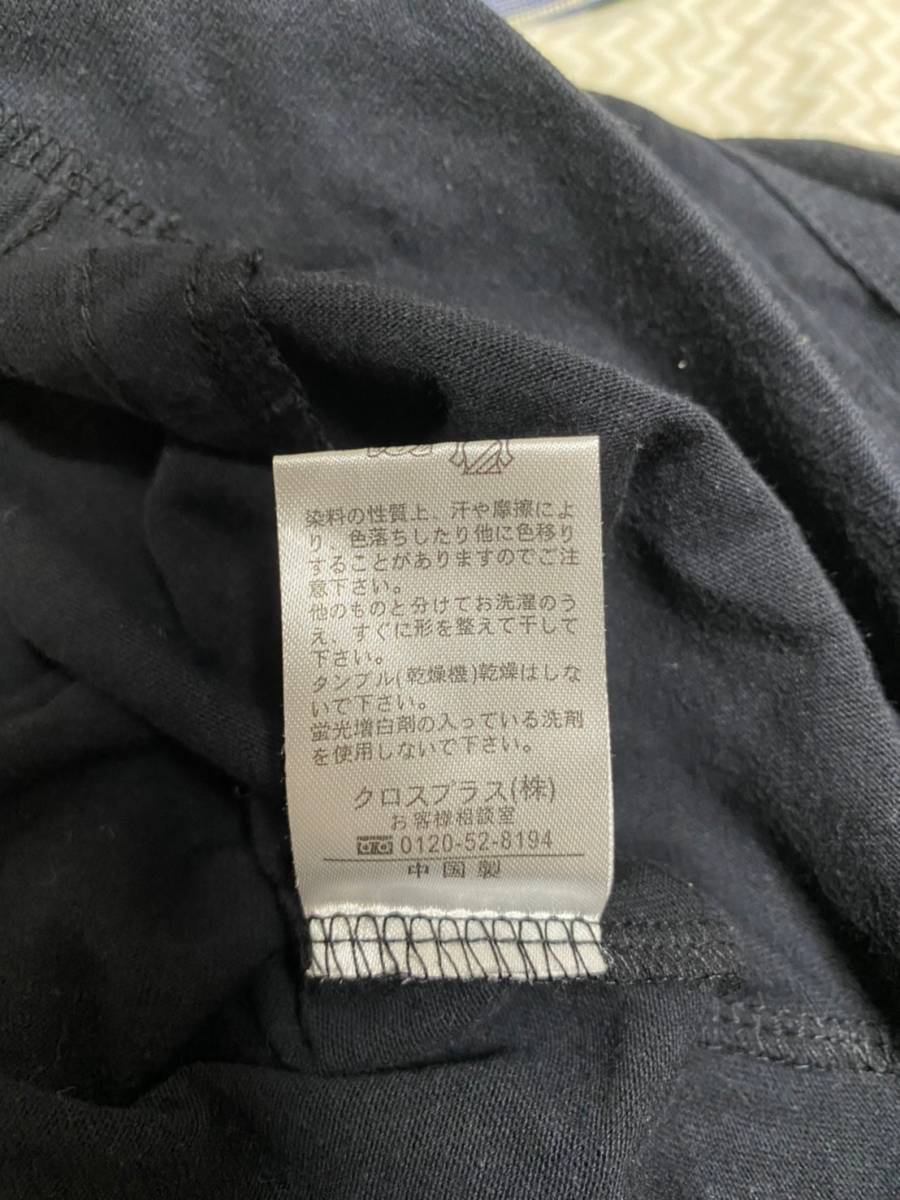 染料の性質上、汗や摩擦によ
り、色落ちしたり他に色移り
することがありますのでご注
意下さい。
他のものと分けてお洗濯のう
え、すぐに形を整えて干して
下さい。
タンブル(乾燥機)乾燥はしな
いで下さい。
蛍光増白剤の入っている洗剤
を使用しないで下さい。
クロスプラス(株)
お客様相談室
0120-52-8194
中国製